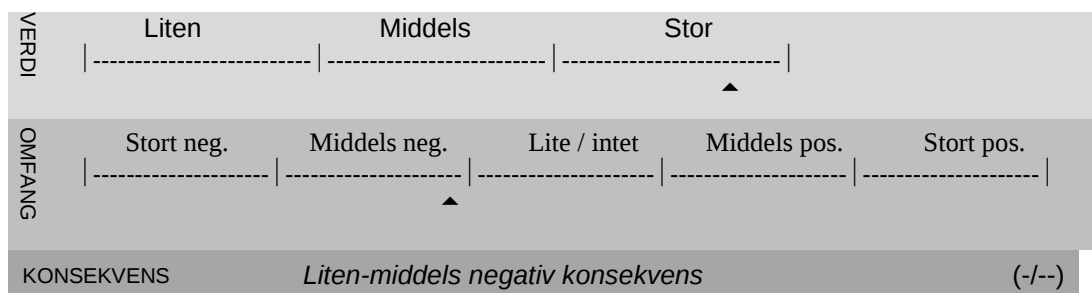 VERDI
Liten Middels Stor
|--------------------------|--------------------------|--------------------------|
OMFANG
Stort neg. Middels neg. Lite / intet Middels pos. Stort pos.
|---------------------|---------------------|---------------------|---------------------|---------------------|
KONSEKVENS Liten-middels negativ konsekvens (-/--)